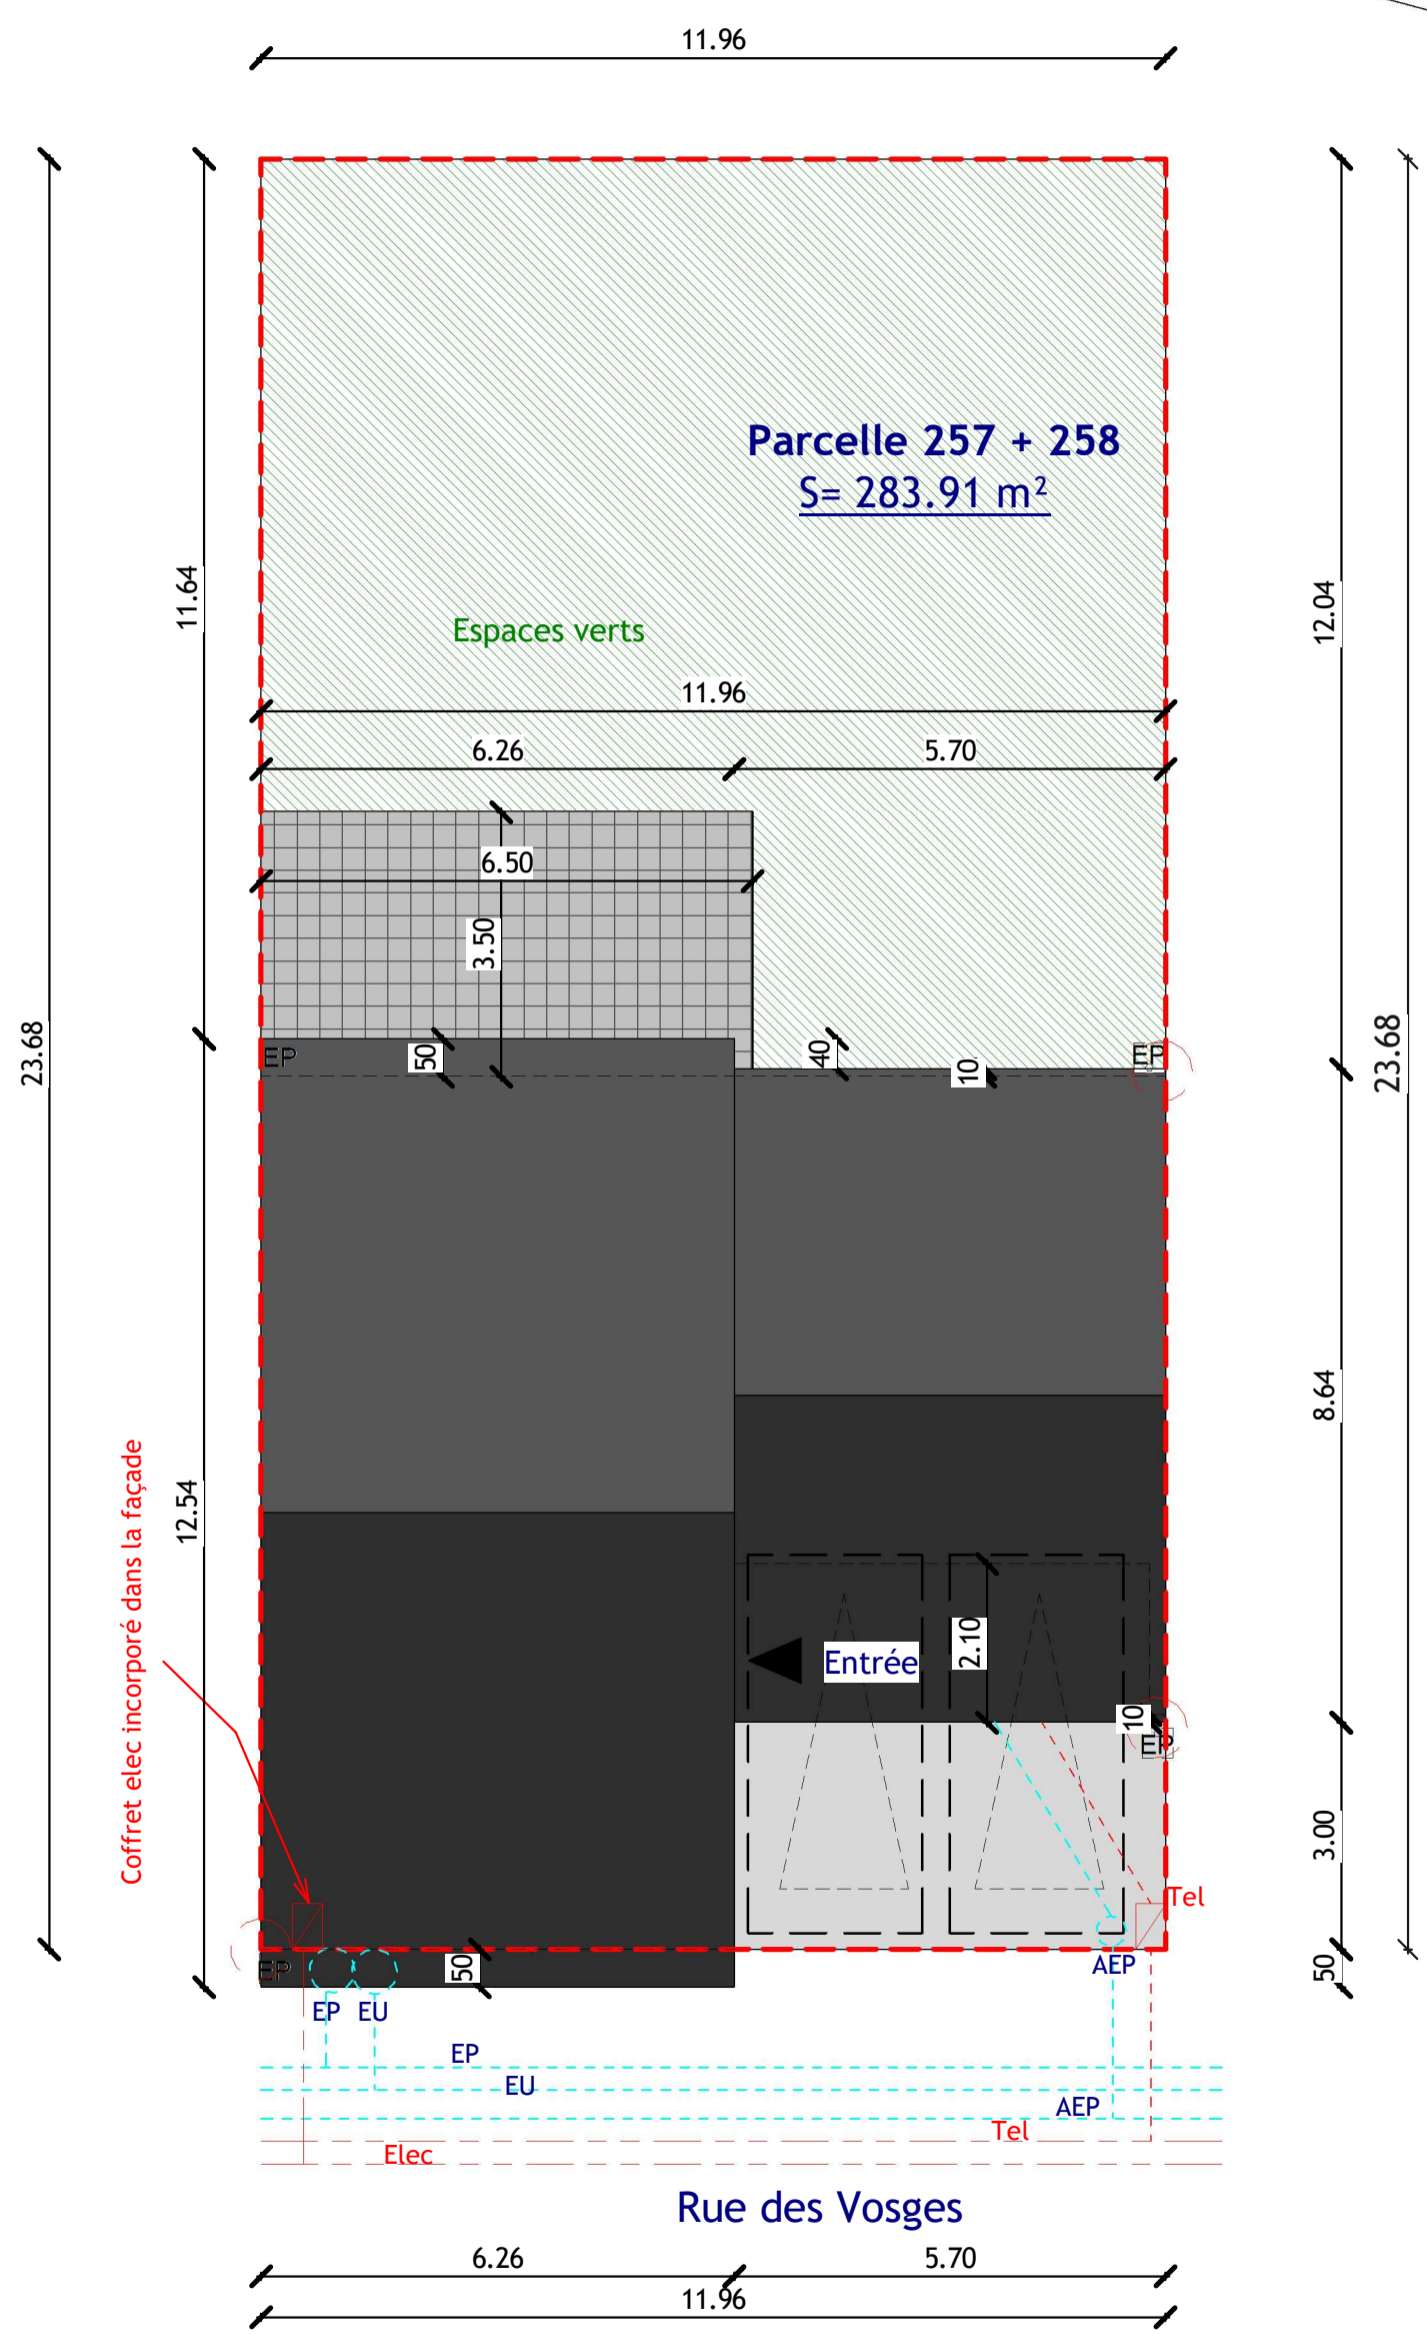 11.96
Parcelle 257 + 258
S= 283.91 m²
11.64
12.04
Espaces verts
11.96
6.26
5.70
6.50
3.50
23.68
23.68
EP
50
40
10
EP
8.64
12.54
Coffret elec incorporé dans la façade
Entrée
2.10
10
EP
3.00
Tel
EP
50
AEP
50
EP
EU
EP
EU
AEP
Tel
Elec
Rue des Vosges
6.26
5.70
11.96